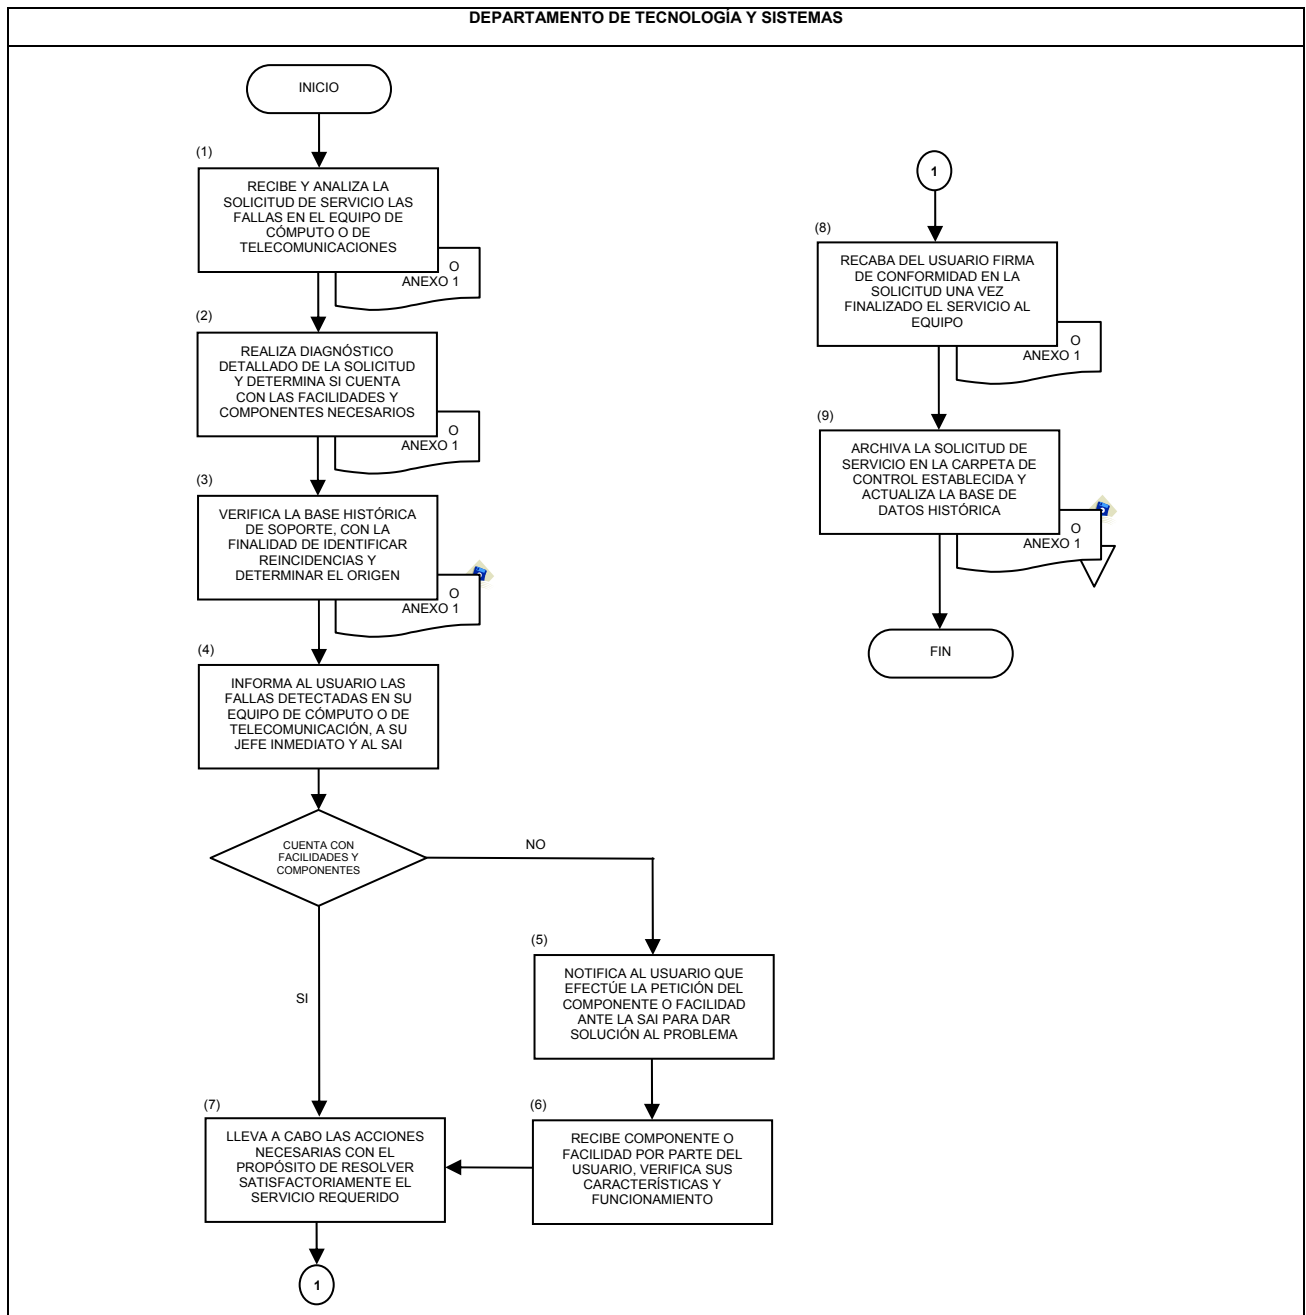 DEPARTAMENTO DE TECNOLOGÍA Y SISTEMAS
INICIO
(1)
RECIBE Y ANALIZA LA
SOLICITUD DE SERVICIO LAS
FALLAS EN EL EQUIPO DE
CÓMPUTO O DE
TELECOMUNICACIONES
O
ANEXO 1
(2)
REALIZA DIAGNÓSTICO
DETALLADO DE LA SOLICITUD
Y DETERMINA SI CUENTA
CON LAS FACILIDADES Y
COMPONENTES NECESARIOS
O
ANEXO 1
(3)
VERIFICA LA BASE HISTÓRICA
DE SOPORTE, CON LA
FINALIDAD DE IDENTIFICAR
REINCIDENCIAS Y
DETERMINAR EL ORIGEN
O
ANEXO 1
(4)
INFORMA AL USUARIO LAS
FALLAS DETECTADAS EN SU
EQUIPO DE CÓMPUTO O DE
TELECOMUNICACIÓN, A SU
JEFE INMEDIATO Y AL SAI
CUENTA CON
FACILIDADES Y
COMPONENTES
NO
SI
(5)
NOTIFICA AL USUARIO QUE
EFECTÚE LA PETICIÓN DEL
COMPONENTE O FACILIDAD
ANTE LA SAI PARA DAR
SOLUCIÓN AL PROBLEMA
(6)
RECIBE COMPONENTE O
FACILIDAD POR PARTE DEL
USUARIO, VERIFICA SUS
CARACTERÍSTICAS Y
FUNCIONAMIENTO
(7)
LLEVA A CABO LAS ACCIONES
NECESARIAS CON EL
PROPÓSITO DE RESOLVER
SATISFACTORIAMENTE EL
SERVICIO REQUERIDO
1
1
(8)
RECABA DEL USUARIO FIRMA
DE CONFORMIDAD EN LA
SOLICITUD UNA VEZ
FINALIZADO EL SERVICIO AL
EQUIPO
O
ANEXO 1
(9)
ARCHIVA LA SOLICITUD DE
SERVICIO EN LA CARPETA DE
CONTROL ESTABLECIDA Y
ACTUALIZA LA BASE DE
DATOS HISTÓRICA
O
ANEXO 1
FIN